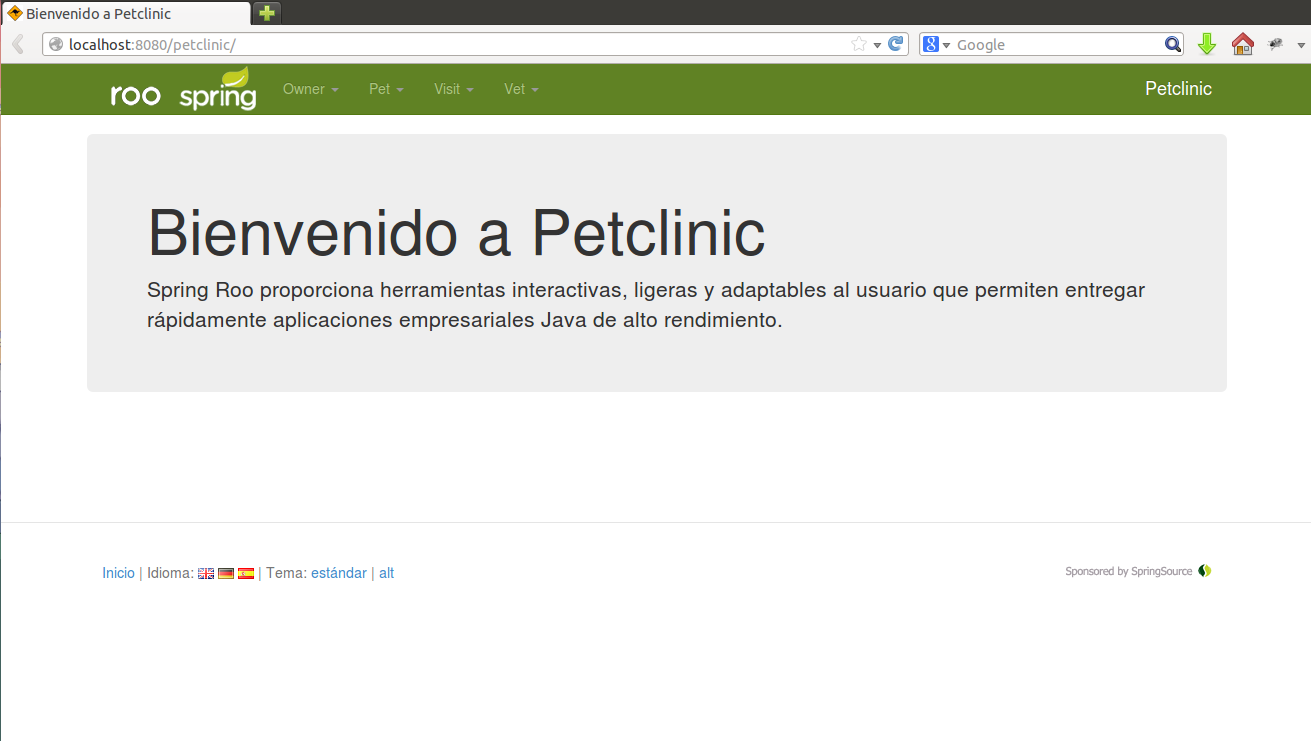 Bienvenido a Petclinic
localhost:8080/petclinic/
Google
roo spring Owner Pet Visit Vet Petclinic
Bienvenido a Petclinic
Spring Roo proporciona herramientas interactivas, ligeras y adaptables al usuario que permiten entregar
rápidamente aplicaciones empresariales Java de alto rendimiento.
Inicio | Idioma: | Tema: estándar | alt
Sponsored by SpringSource